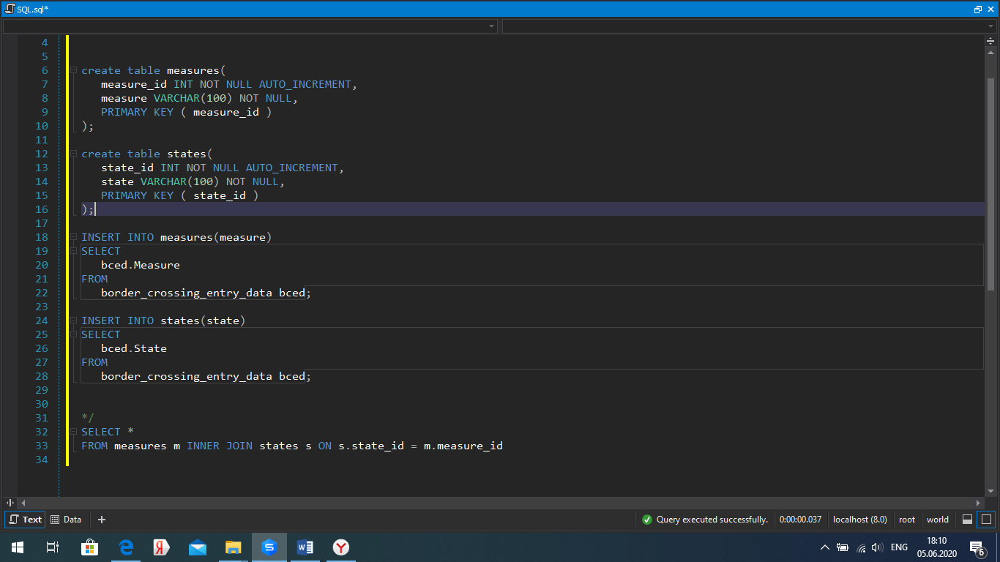 SQL.sql*
4
5
6 create table measures(
7 measure_id INT NOT NULL AUTO_INCREMENT,
8 measure VARCHAR(100) NOT NULL,
9 PRIMARY KEY ( measure_id )
10 );
11
12 create table states(
13 state_id INT NOT NULL AUTO_INCREMENT,
14 state VARCHAR(100) NOT NULL,
15 PRIMARY KEY ( state_id )
16 );
17
18 INSERT INTO measures(measure)
19 SELECT
20 bced.Measure
21 FROM
22 border_crossing_entry_data bced;
23
24 INSERT INTO states(state)
25 SELECT
26 bced.State
27 FROM
28 border_crossing_entry_data bced;
29
30
31 */
32 SELECT *
33 FROM measures m INNER JOIN states s ON s.state_id = m.measure_id
34
Text Data + Query executed successfully. 0:00:00.037 localhost (8.0) root world
ENG 18:10
05.06.2020 6